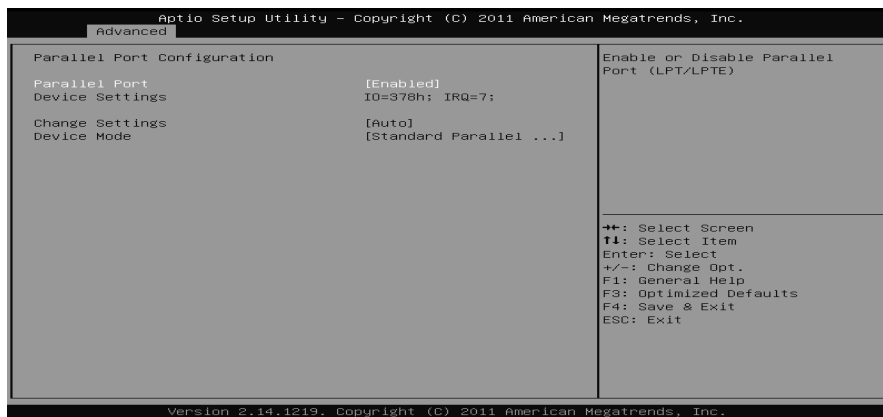 Aptio Setup Utility – Copyright (C) 2011 American Megatrends, Inc.
Advanced
Parallel Port Configuration
Parallel Port [Enabled]
Device Settings IO=378h; IRQ=7;
Change Settings [Auto]
Device Mode [Standard Parallel ...]
Enable or Disable Parallel
Port (LPT/LPTE)
→←: Select Screen
↑↓: Select Item
Enter: Select
+/-: Change Opt.
F1: General Help
F3: Optimized Defaults
F4: Save & Exit
ESC: Exit
Version 2.14.1219. Copyright (C) 2011 American Megatrends, Inc.